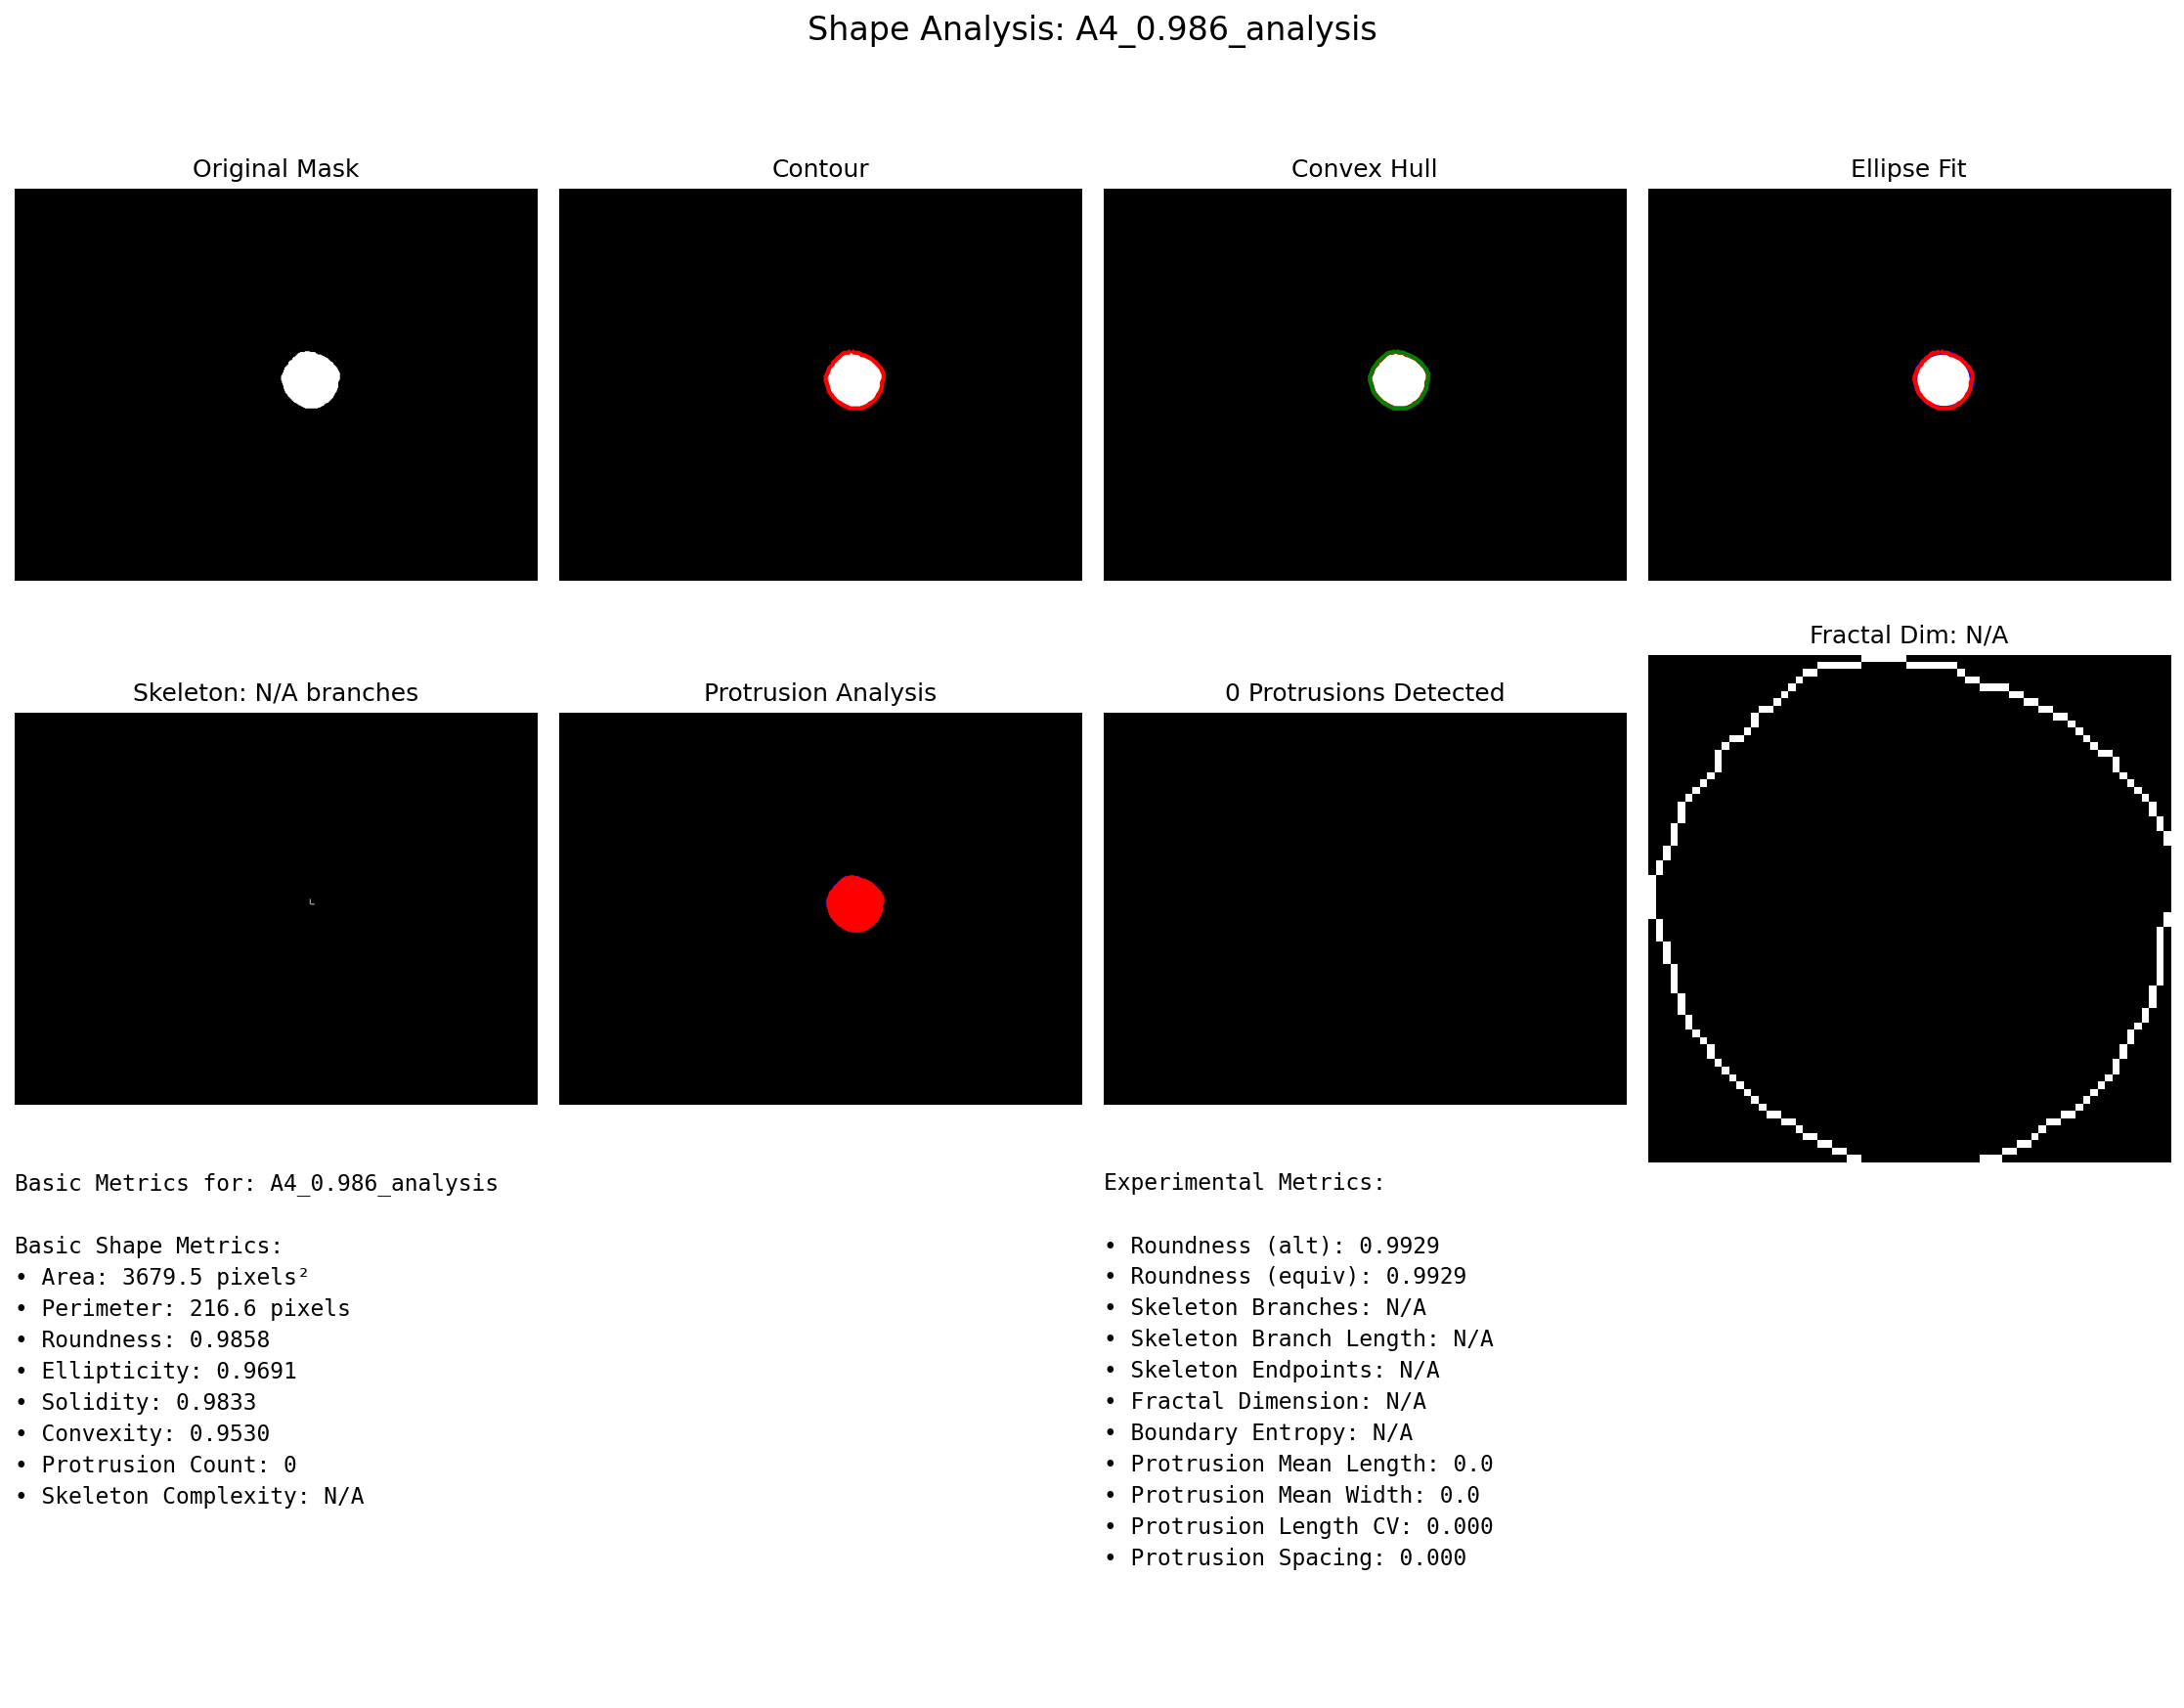 Shape Analysis: A4_0.986_analysis
Original Mask
Contour
Convex Hull
Ellipse Fit
Skeleton: N/A branches
Protrusion Analysis
0 Protrusions Detected
Fractal Dim: N/A
Basic Metrics for: A4_0.986_analysis
Basic Shape Metrics:
• Area: 3679.5 pixels²
• Perimeter: 216.6 pixels
• Roundness: 0.9858
• Ellipticity: 0.9691
• Solidity: 0.9833
• Convexity: 0.9530
• Protrusion Count: 0
• Skeleton Complexity: N/A
Experimental Metrics:
• Roundness (alt): 0.9929
• Roundness (equiv): 0.9929
• Skeleton Branches: N/A
• Skeleton Branch Length: N/A
• Skeleton Endpoints: N/A
• Fractal Dimension: N/A
• Boundary Entropy: N/A
• Protrusion Mean Length: 0.0
• Protrusion Mean Width: 0.0
• Protrusion Length CV: 0.000
• Protrusion Spacing: 0.000